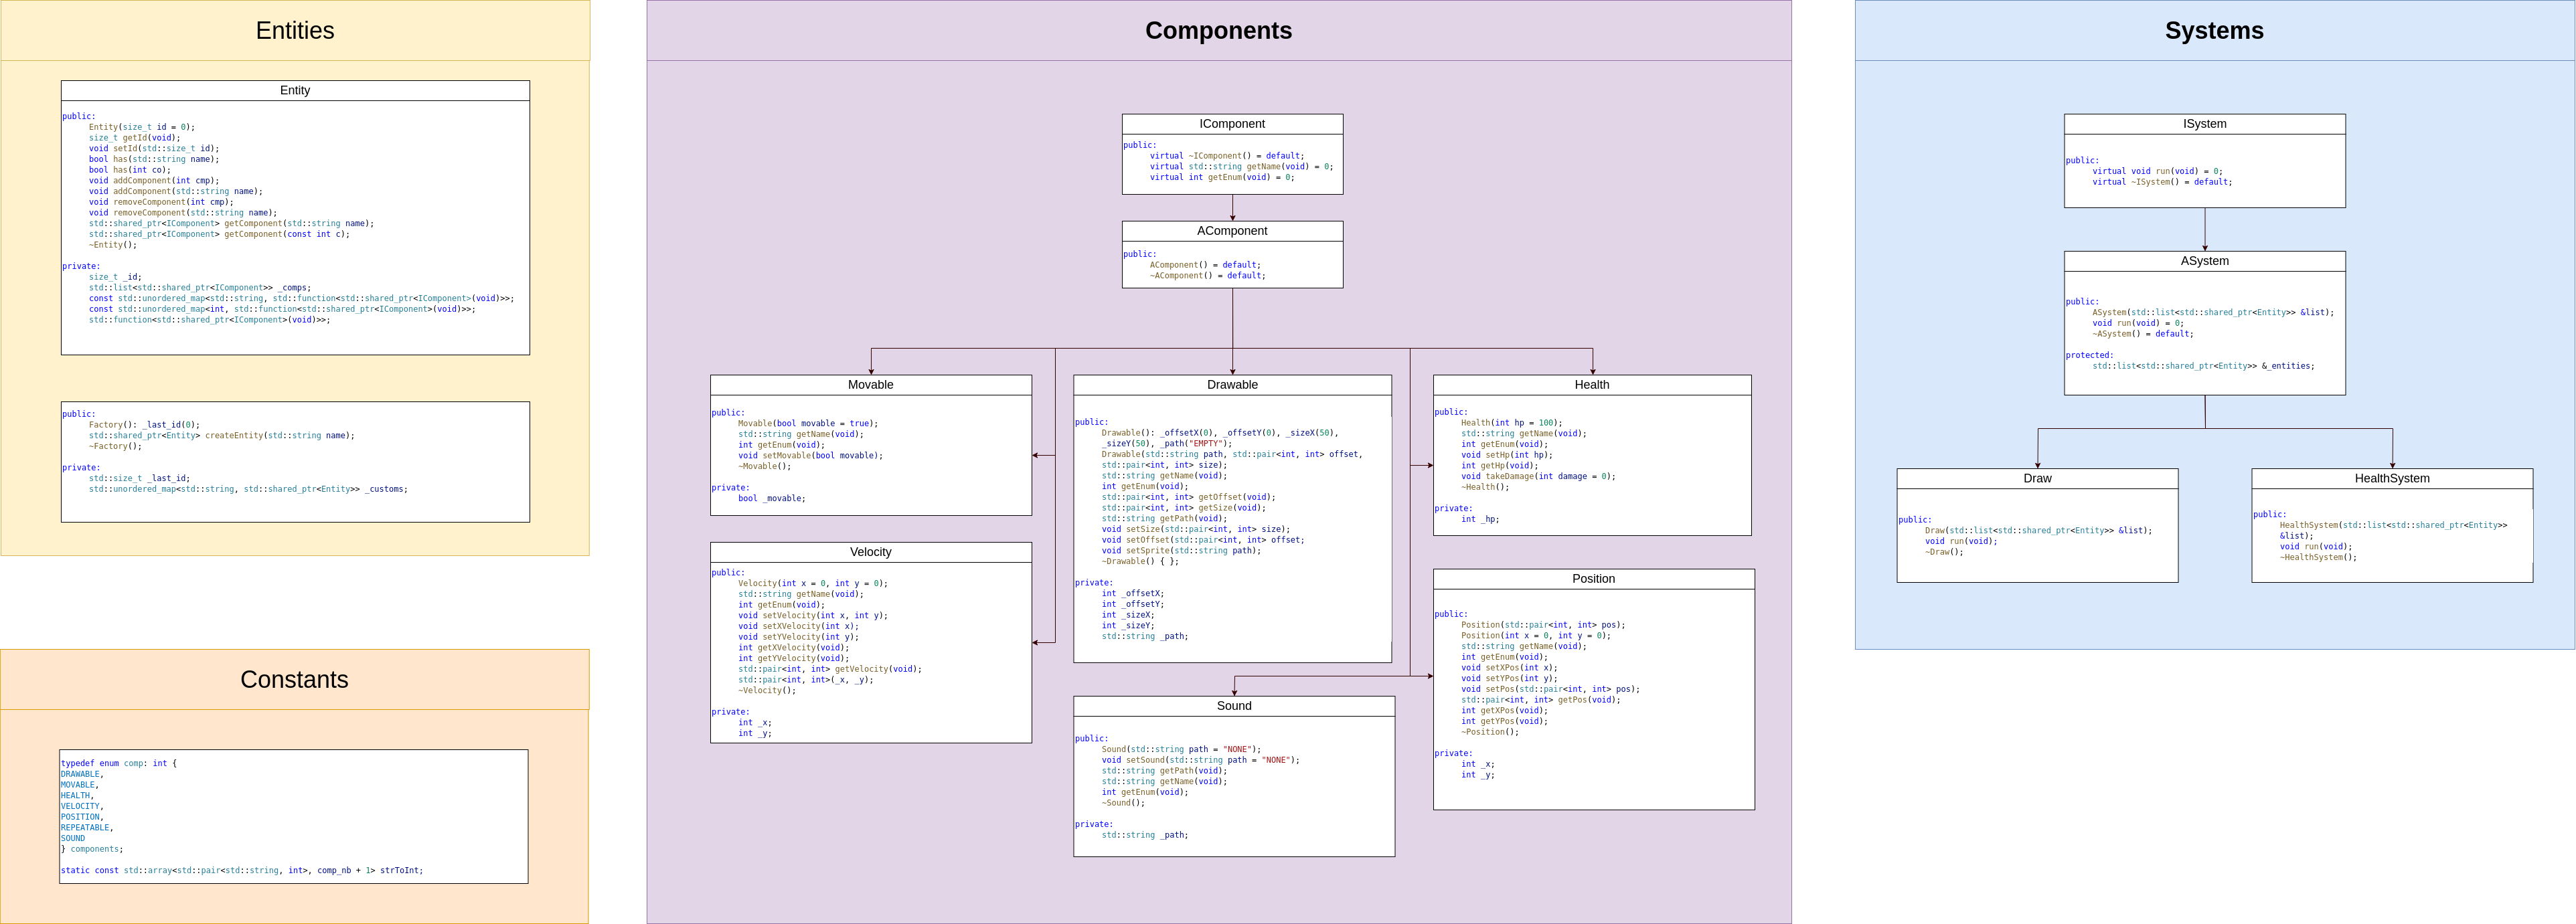 Entities
Entity
public:
Entity(size_t id = 0);
size_t getId(void);
void setId(std::size_t id);
bool has(std::string name);
bool has(int co);
void addComponent(int cmp);
void addComponent(std::string name);
void removeComponent(int cmp);
void removeComponent(std::string name);
std::shared_ptr<IComponent> getComponent(std::string name);
std::shared_ptr<IComponent> getComponent(const int c);
~Entity();
private:
size_t _id;
std::list<std::shared_ptr<IComponent>> _comps;
const std::unordered_map<std::string, std::function<std::shared_ptr<IComponent>(void)>>;
const std::unordered_map<int, std::function<std::shared_ptr<IComponent>(void)>>;
std::function<std::shared_ptr<IComponent>(void)>>;
public:
Factory(): _last_id(0);
std::shared_ptr<Entity> createEntity(std::string name);
~Factory();
private:
std::size_t _last_id;
std::unordered_map<std::string, std::shared_ptr<Entity>> _customs;
Constants
typedef enum comp: int {
DRAWABLE,
MOVABLE,
HEALTH,
VELOCITY,
POSITION,
REPEATABLE,
SOUND
} components;
static const std::array<std::pair<std::string, int>, comp_nb + 1> strToInt;
Components
IComponent
public:
virtual ~IComponent() = default;
virtual std::string getName(void) = 0;
virtual int getEnum(void) = 0;
AComponent
public:
AComponent() = default;
~AComponent() = default;
Movable
public:
Movable(bool movable = true);
std::string getName(void);
int getEnum(void);
void setMovable(bool movable);
~Movable();
private:
bool _movable;
Velocity
public:
Velocity(int x = 0, int y = 0);
std::string getName(void);
int getEnum(void);
void setVelocity(int x, int y);
void setXVelocity(int x);
void setYVelocity(int y);
int getXVelocity(void);
int getYVelocity(void);
std::pair<int, int> getVelocity(void);
std::pair<int, int>(_x, _y);
~Velocity();
private:
int _x;
int _y;
Drawable
public:
Drawable(): _offsetX(0), _offsetY(0), _sizeX(50),
_sizeY(50), _path("EMPTY");
Drawable(std::string path, std::pair<int, int> offset,
std::pair<int, int> size);
std::string getName(void);
int getEnum(void);
std::pair<int, int> getOffset(void);
std::pair<int, int> getSize(void);
std::string getPath(void);
void setSize(std::pair<int, int> size);
void setOffset(std::pair<int, int> offset;
void setSprite(std::string path);
~Drawable() { };
private:
int _offsetX;
int _offsetY;
int _sizeX;
int _sizeY;
std::string _path;
Sound
public:
Sound(std::string path = "NONE");
void setSound(std::string path = "NONE");
std::string getPath(void);
std::string getName(void);
int getEnum(void);
~Sound();
private:
std::string _path;
Health
public:
Health(int hp = 100);
std::string getName(void);
int getEnum(void);
void setHp(int hp);
int getHp(void);
void takeDamage(int damage = 0);
~Health();
private:
int _hp;
Position
public:
Position(std::pair<int, int> pos);
Position(int x = 0, int y = 0);
std::string getName(void);
int getEnum(void);
void setXPos(int x);
void setYPos(int y);
void setPos(std::pair<int, int> pos);
std::pair<int, int> getPos(void);
int getXPos(void);
int getYPos(void);
~Position();
private:
int _x;
int _y;
Systems
ISystem
public:
virtual void run(void) = 0;
virtual ~ISystem() = default;
ASystem
public:
ASystem(std::list<std::shared_ptr<Entity>> &list);
void run(void) = 0;
~ASystem() = default;
protected:
std::list<std::shared_ptr<Entity>> &_entities;
Draw
public:
Draw(std::list<std::shared_ptr<Entity>> &list);
void run(void);
~Draw();
HealthSystem
public:
HealthSystem(std::list<std::shared_ptr<Entity>>
&list);
void run(void);
~HealthSystem();